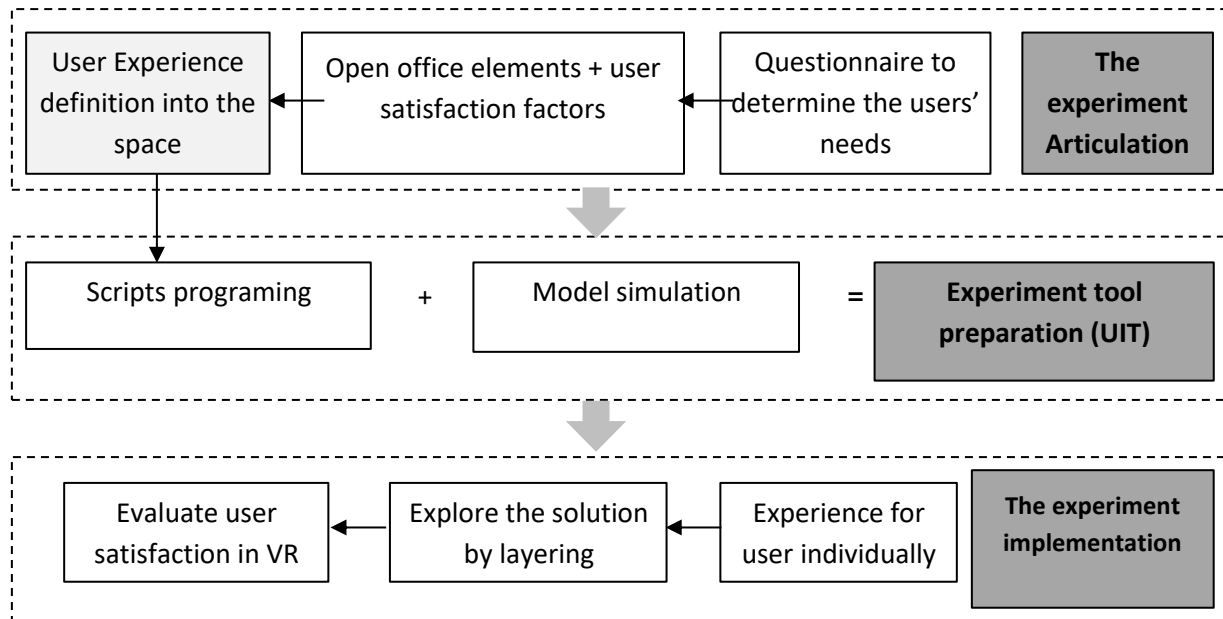 User Experience
definition into the
space
Open office elements + user
satisfaction factors
Questionnaire to
determine the users’
needs
The
experiment
Articulation
Scripts programing
+
Model simulation
=
Experiment tool
preparation (UIT)
Evaluate user
satisfaction in VR
Explore the solution
by layering
Experience for
user individually
The experiment
implementation